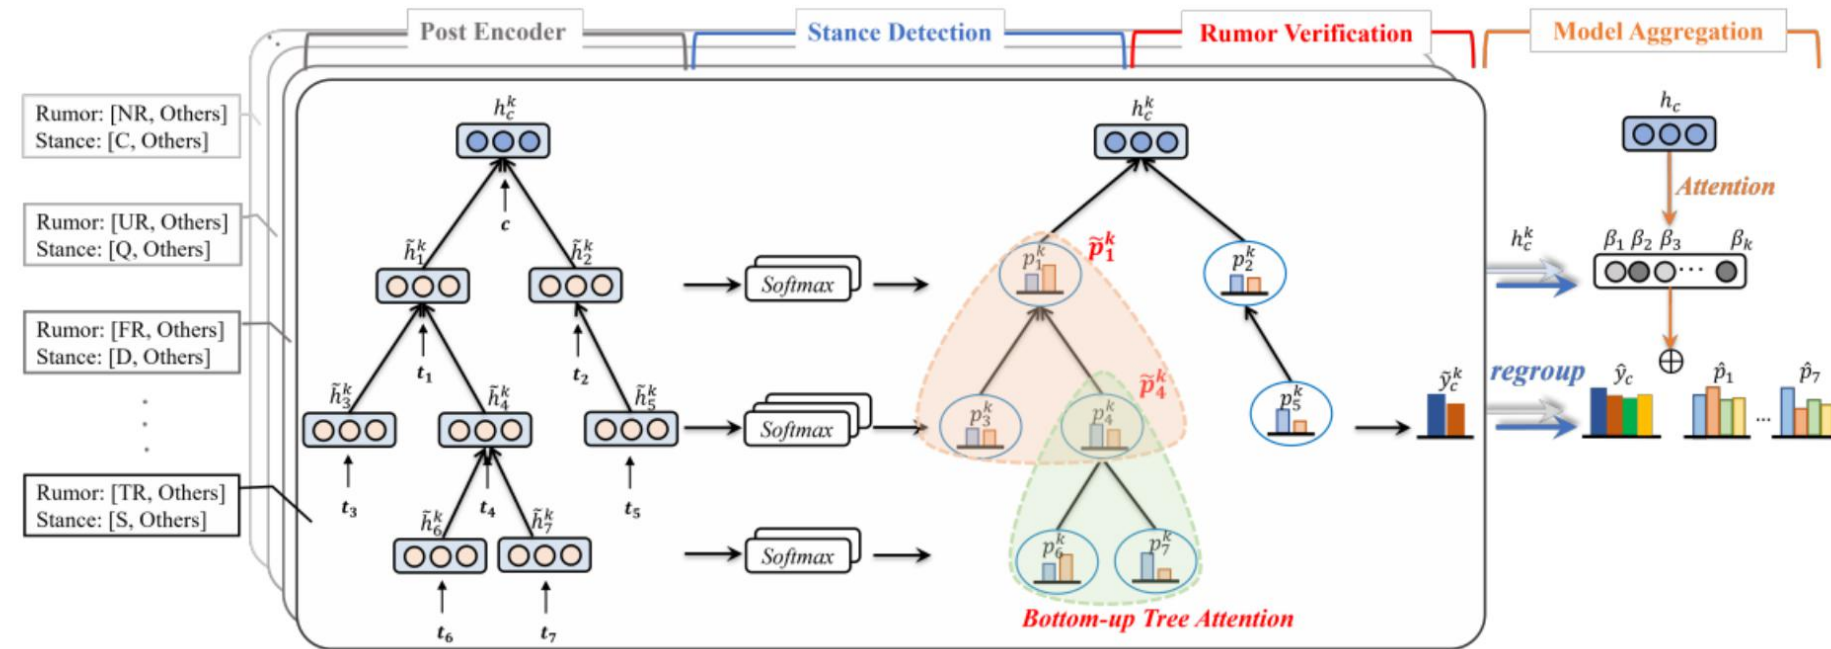 Post Encoder
Stance Detection
Rumor Verification
Model Aggregation
Rumor: [NR, Others]
Stance: [C, Others]
Rumor: [UR, Others]
Stance: [Q, Others]
Rumor: [FR, Others]
Stance: [D, Others]
Rumor: [TR, Others]
Stance: [S, Others]
h_c^k
c
h̃_1^k
h̃_2^k
t_1
t_2
h̃_3^k
h̃_4^k
h̃_5^k
t_3
t_4
t_5
h̃_6^k
h̃_7^k
t_6
t_7
Softmax
Softmax
Softmax
h_c^k
p_1^k
p̃_1^k
p_2^k
p_3^k
p_4^k
p̃_4^k
p_5^k
p_6^k
p_7^k
Bottom-up Tree Attention
ỹ_c^k
h_c^k
regroup
h_c
Attention
β_1 β_2 β_3 β_k
···
⊕
ŷ_c
p̂_1
...
p̂_7